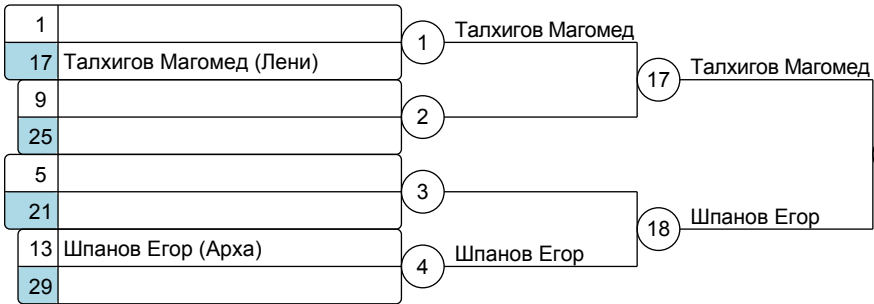 1
17 Талхигов Магомед (Лени)
9
25
5
21
13 Шпанов Егор (Арха)
29
1
2
3
4
Талхигов Магомед
Шпанов Егор
17
18
Талхигов Магомед
Шпанов Егор